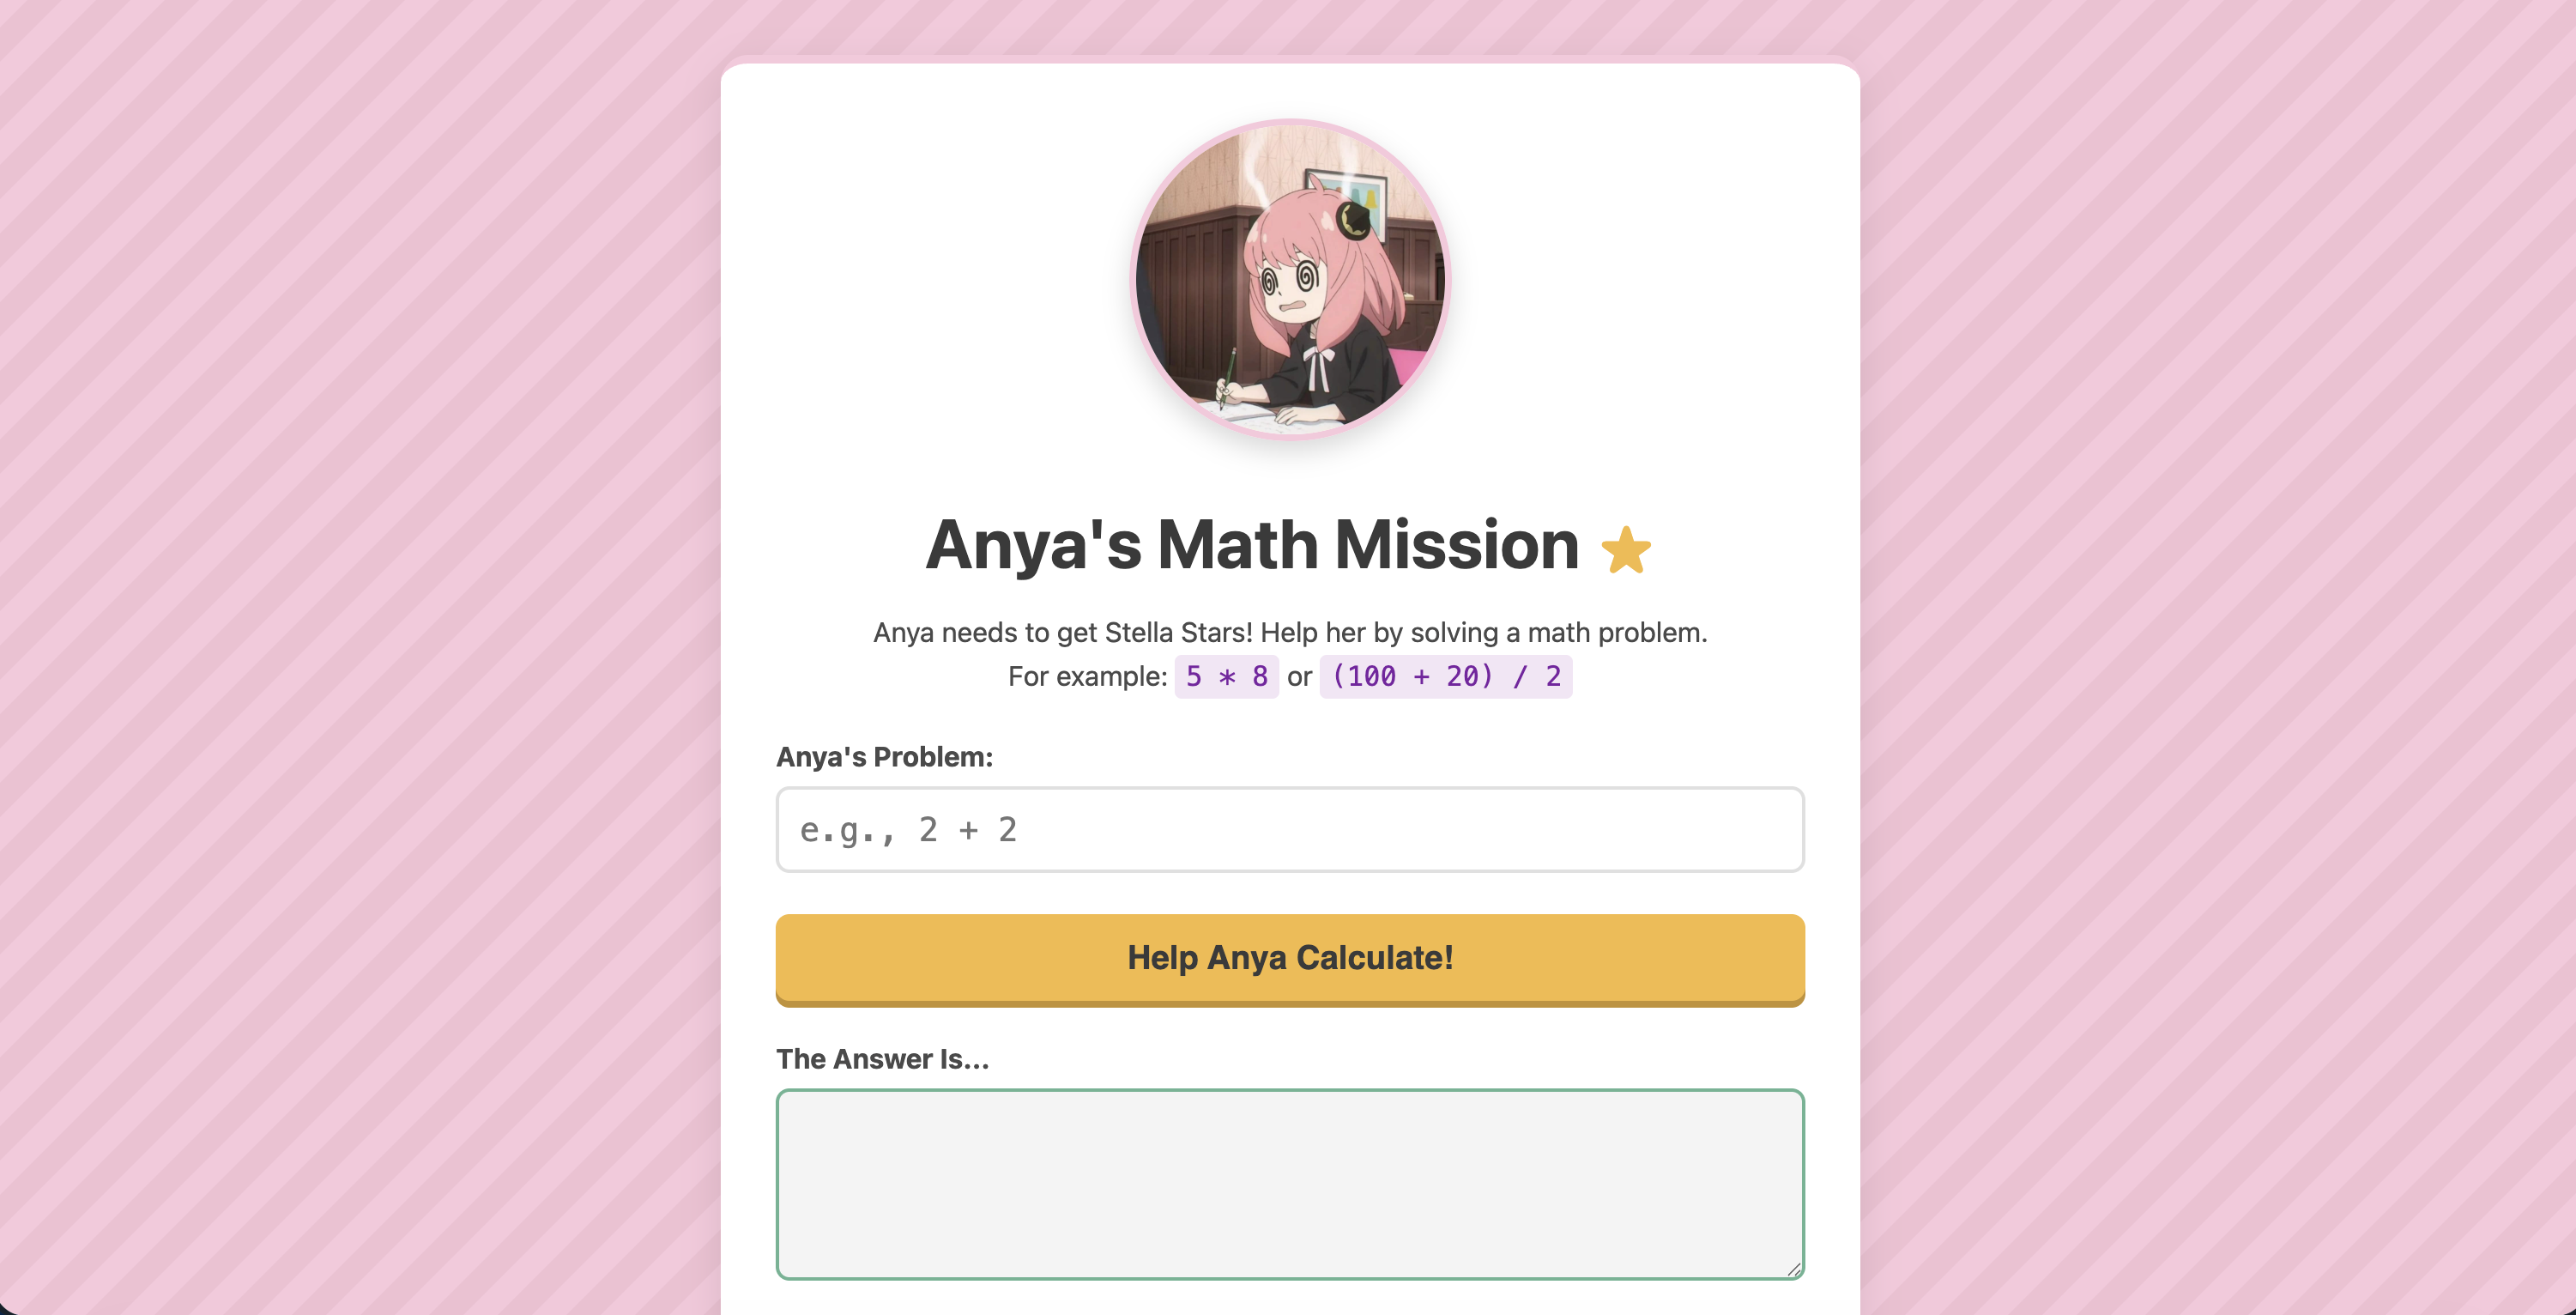 Anya's Math Mission
Anya needs to get Stella Stars! Help her by solving a math problem.
For example: 5 * 8 or (100 + 20) / 2
Anya's Problem:
e.g., 2 + 2
Help Anya Calculate!
The Answer Is...